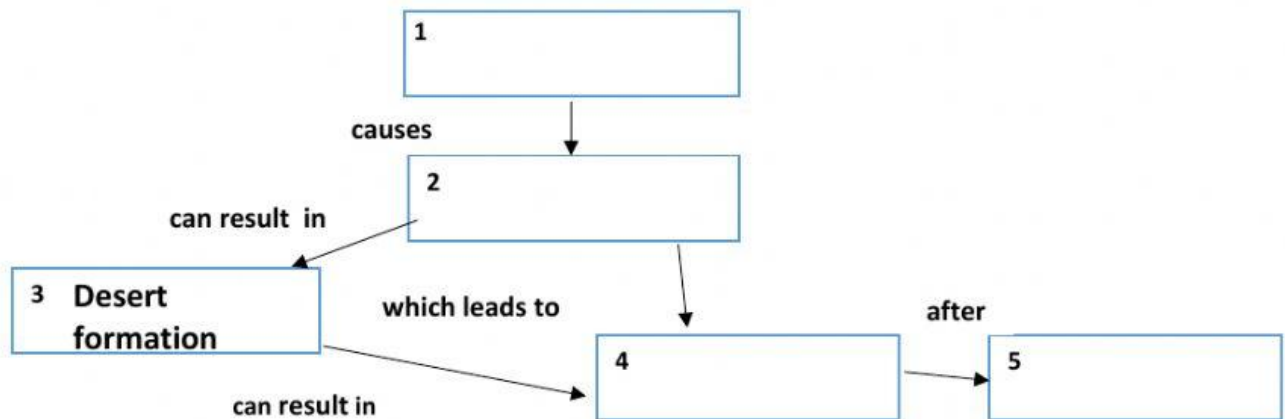 1
causes
2
can result in
3 Desert
formation
which leads to
after
4
5
can result in